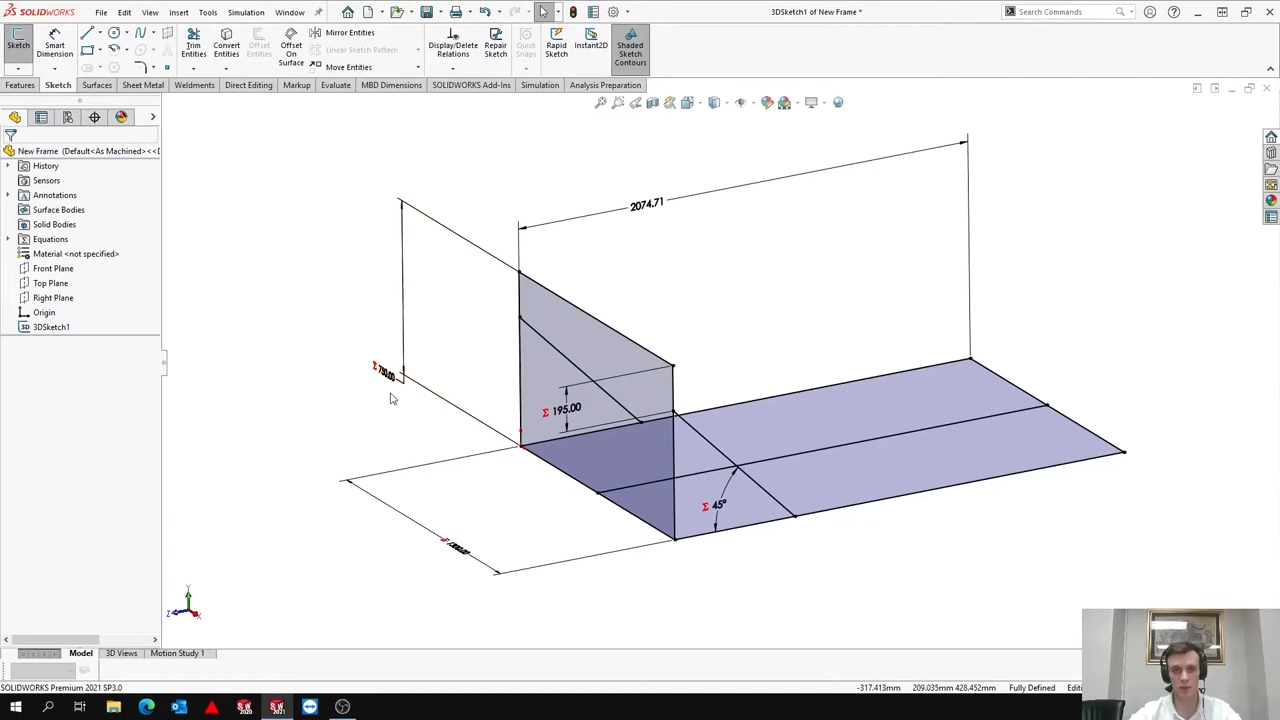 SOLIDWORKS
File Edit View Insert Tools Simulation Window
3DSketch1 of New Frame *
Search Commands
Sketch
Smart Dimension
Trim Entities
Convert Entities
Offset Entities
Offset On Surface
Mirror Entities
Linear Sketch Pattern
Move Entities
Display/Delete Relations
Repair Sketch
Quick Snaps
Rapid Sketch
Instant2D
Shaded Sketch Contours
Features Sketch Surfaces Sheet Metal Weldments Direct Editing Markup Evaluate MBD Dimensions SOLIDWORKS Add-Ins Simulation Analysis Preparation
New Frame (Default<As Machined><<D
History
Sensors
Annotations
Surface Bodies
Solid Bodies
Equations
Material <not specified>
Front Plane
Top Plane
Right Plane
Origin
3D 3DSketch1
2074.71
Σ 750.00
Σ 195.00
Σ 45°
Y
Z
X
Model 3D Views Motion Study 1
SOLIDWORKS Premium 2021 SP3.0
-317.413mm 209.035mm 428.452mm Fully Defined Editi